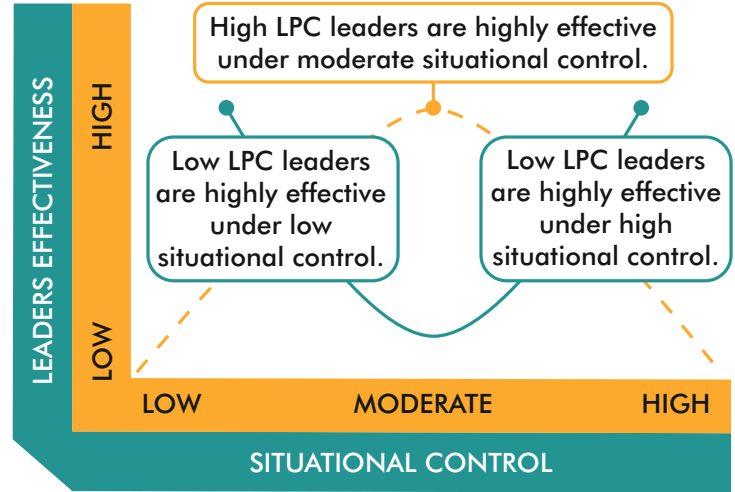 High LPC leaders are highly effective
under moderate situational control.
LEADERS EFFECTIVENESS
HIGH
LOW
Low LPC leaders
are highly effective
under low
situational control.
Low LPC leaders
are highly effective
under high
situational control.
LOW
MODERATE
HIGH
SITUATIONAL CONTROL